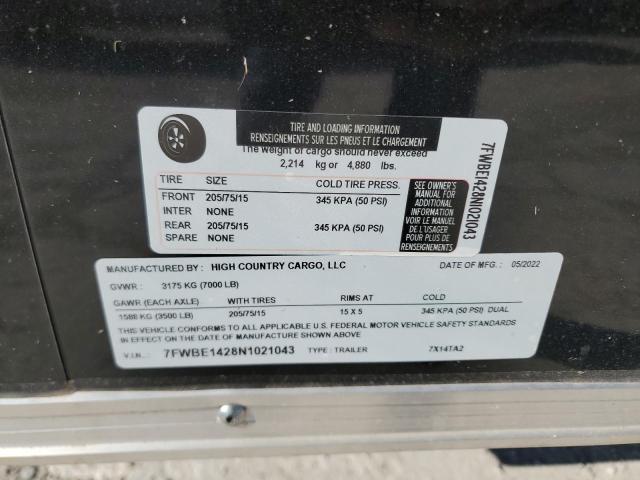 TIRE AND LOADING INFORMATION
RENSEIGNEMENTS SUR LES PNEUS ET LE CHARGEMENT
The weight of cargo should never exceed
2,214 kg or 4,880 lbs.
TIRE SIZE COLD TIRE PRESS.
FRONT 205/75/15 345 KPA (50 PSI)
INTER NONE
REAR 205/75/15 345 KPA (50 PSI)
SPARE NONE
SEE OWNER'S
MANUAL FOR
ADDITIONAL
INFORMATION
VOIR LE MANUEL
DE L'USAGER
POUR PLUS DE
RENSEIGNMENTS
7FWBE1428N1021043
MANUFACTURED BY: HIGH COUNTRY CARGO, LLC DATE OF MFG.: 05/2022
GVWR: 3175 KG (7000 LB)
GAWR (EACH AXLE) WITH TIRES RIMS AT COLD
1588 KG (3500 LB) 205/75/15 15 X 5 345 KPA (50 PSI) DUAL
THIS VEHICLE CONFORMS TO ALL APPLICABLE U.S. FEDERAL MOTOR VEHICLE SAFETY STANDARDS
IN EFFECT ON THE DATE OF MANUFACTURE SHOWN ABOVE.
V.I.N.: 7FWBE1428N1021043 TYPE: TRAILER 7X14TA2